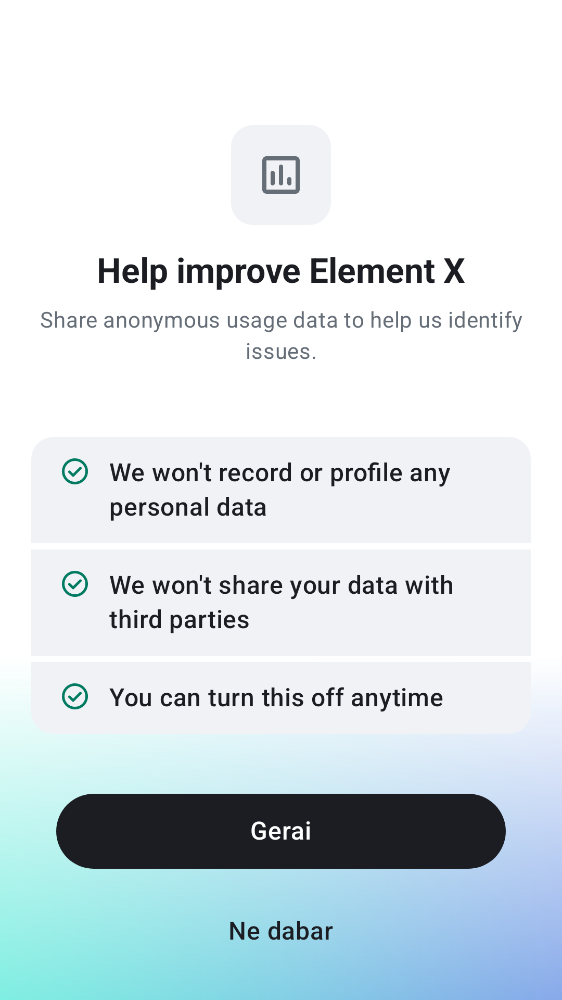 Help improve Element X
Share anonymous usage data to help us identify
issues.
We won't record or profile any
personal data
We won't share your data with
third parties
You can turn this off anytime
Gerai
Ne dabar